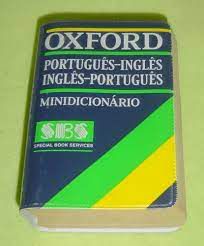 OXFORD
PORTUGUÊS-INGLÊS
INGLÊS-PORTUGUÊS
MINIDICIONÁRIO
SBS
SPECIAL BOOK SERVICES